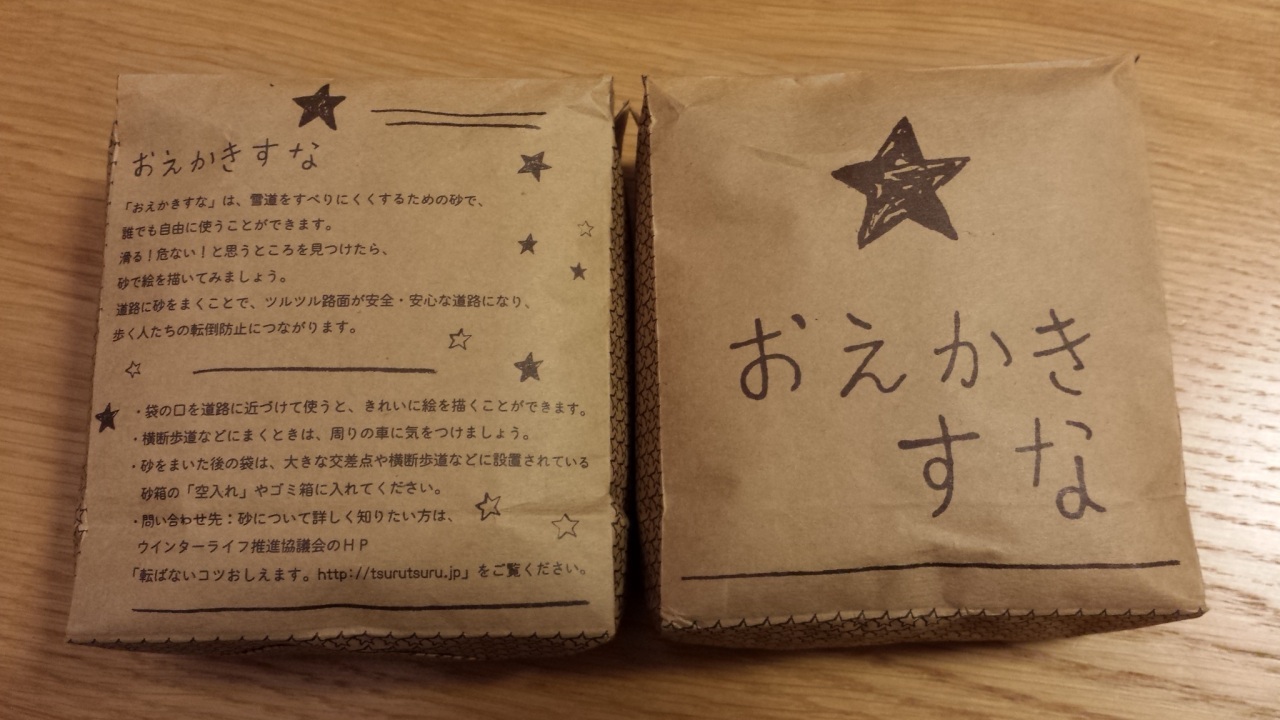 おえかきすな
「おえかきすな」は、雪道をすべりにくくするための砂で、
誰でも自由に使うことができます。
滑る！危ない！と思うところを見つけたら、
砂で絵を描いてみましょう。
道路に砂をまくことで、ツルツル路面が安全・安心な道路になり、
歩く人たちの転倒防止につながります。
・袋の口を道路に近づけて使うと、きれいに絵を描くことができます。
・横断歩道などにまくときは、周りの車に気をつけましょう。
・砂をまいた後の袋は、大きな交差点や横断歩道などに設置されている
砂箱の「空入れ」やゴミ箱に入れてください。
・問い合わせ先：砂について詳しく知りたい方は、
ウインターライフ推進協議会のＨＰ
「転ばないコツおしえます。http://tsurutsuru.jp」をご覧ください。
おえかき
すな